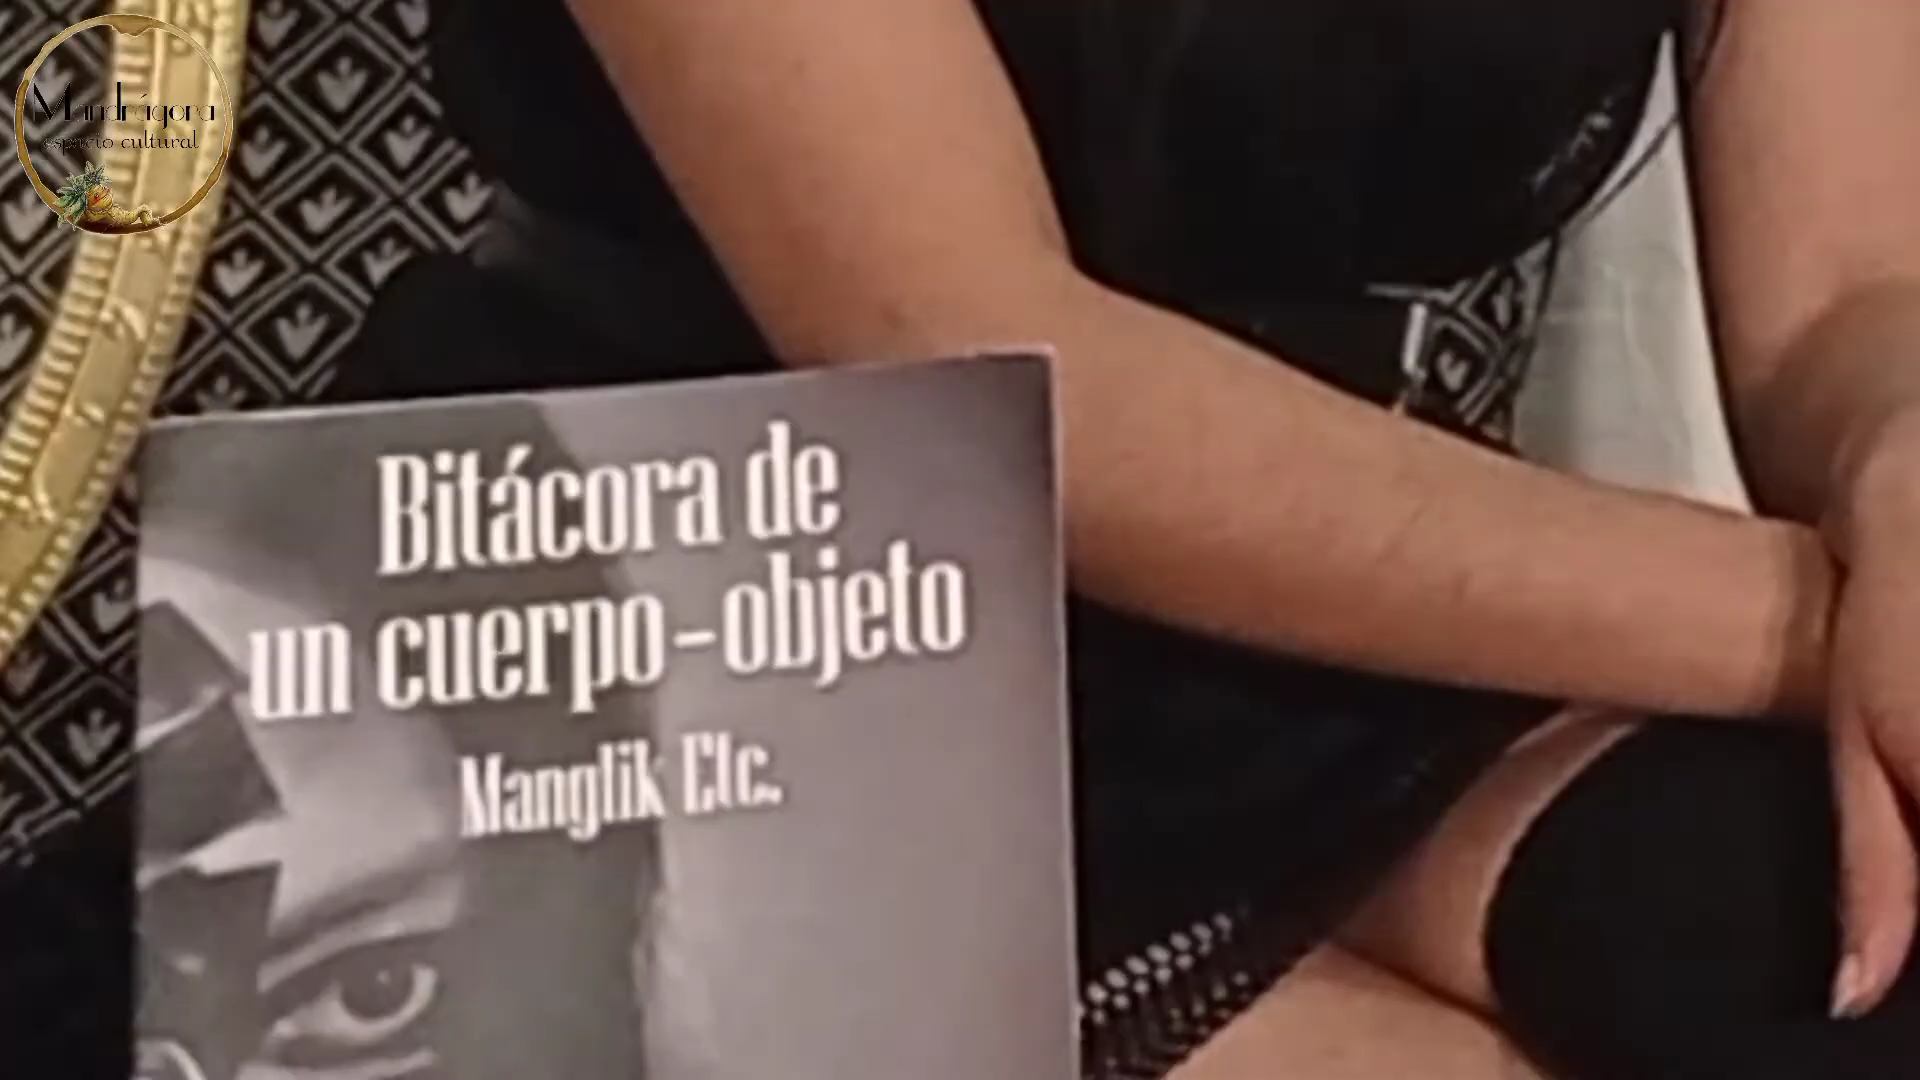 Mandrágora
espacio cultural
Bitácora de
un cuerpo-objeto
Manglik Etc.